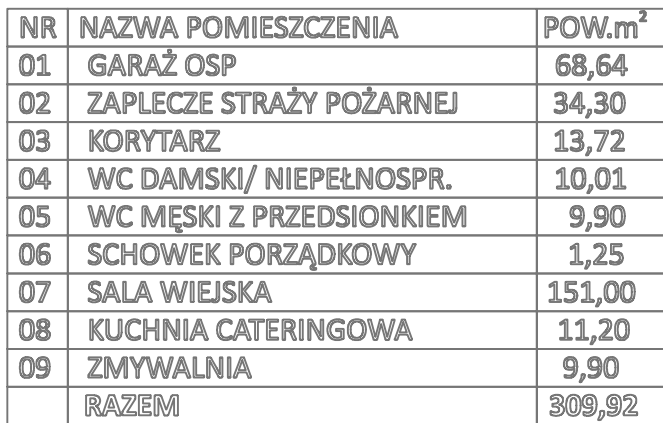 NR NAZWA POMIESZCZENIA POW.m²
01 GARAŻ OSP 68,64
02 ZAPLECZE STRAŻY POŻARNEJ 34,30
03 KORYTARZ 13,72
04 WC DAMSKI/ NIEPEŁNOSPR. 10,01
05 WC MĘSKI Z PRZEDSIONKIEM 9,90
06 SCHOWEK PORZĄDKOWY 1,25
07 SALA WIEJSKA 151,00
08 KUCHNIA CATERINGOWA 11,20
09 ZMYWALNIA 9,90
RAZEM 309,92